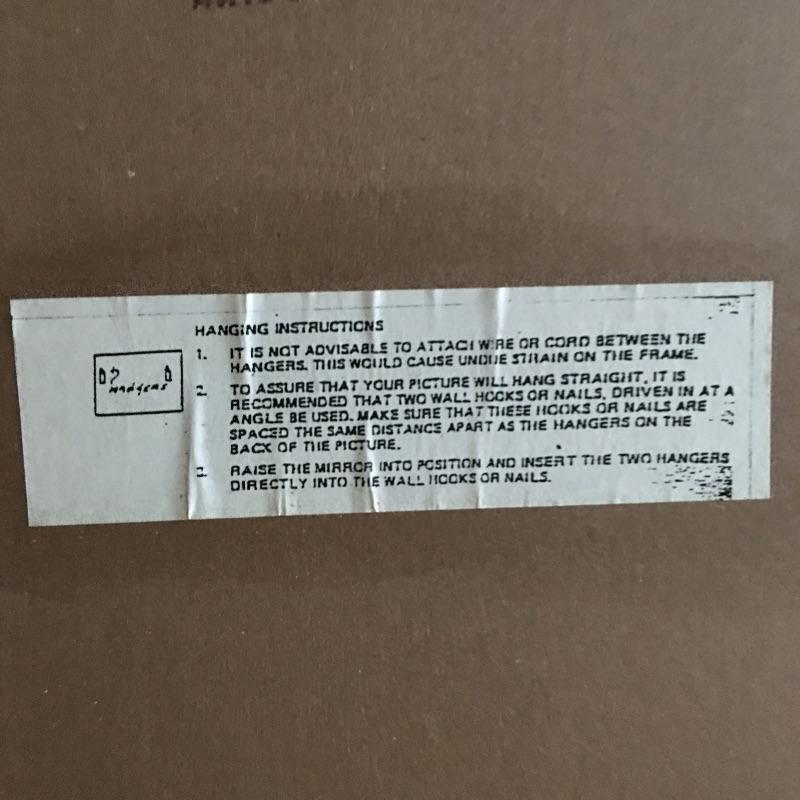 HANGING INSTRUCTIONS
HANGERS
1. IT IS NOT ADVISABLE TO ATTACH WIRE OR CORD BETWEEN THE
HANGERS. THIS WOULD CAUSE UNDUE STRAIN ON THE FRAME.
2. TO ASSURE THAT YOUR PICTURE WILL HANG STRAIGHT, IT IS
RECOMMENDED THAT TWO WALL HOOKS OR NAILS, DRIVEN IN AT A
ANGLE BE USED. MAKE SURE THAT THESE HOOKS OR NAILS ARE
SPACED THE SAME DISTANCE APART AS THE HANGERS ON THE
BACK OF THE PICTURE.
3. RAISE THE MIRROR INTO POSITION AND INSERT THE TWO HANGERS
DIRECTLY INTO THE WALL HOOKS OR NAILS.